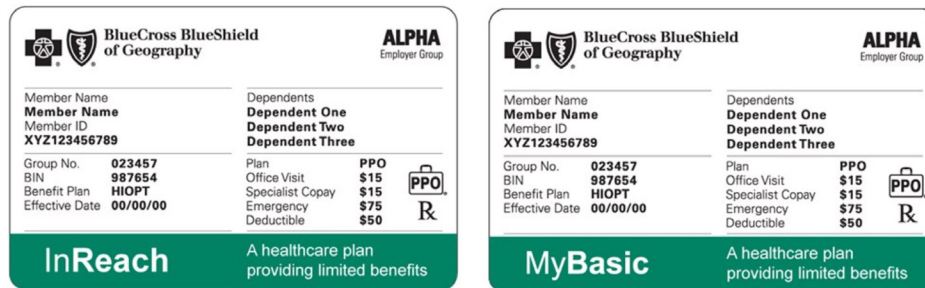 BlueCross BlueShield
of Geography
ALPHA
Employer Group
Member Name
Member Name
Member ID
XYZ123456789
Dependents
Dependent One
Dependent Two
Dependent Three
Group No. 023457
BIN 987654
Benefit Plan HIOPT
Effective Date 00/00/00
Plan PPO
Office Visit $15
Specialist Copay $15
Emergency $75
Deductible $50
PPO
Rx
InReach
A healthcare plan
providing limited benefits
BlueCross BlueShield
of Geography
ALPHA
Employer Group
Member Name
Member Name
Member ID
XYZ123456789
Dependents
Dependent One
Dependent Two
Dependent Three
Group No. 023457
BIN 987654
Benefit Plan HIOPT
Effective Date 00/00/00
Plan PPO
Office Visit $15
Specialist Copay $15
Emergency $75
Deductible $50
PPO
Rx
MyBasic
A healthcare plan
providing limited benefits